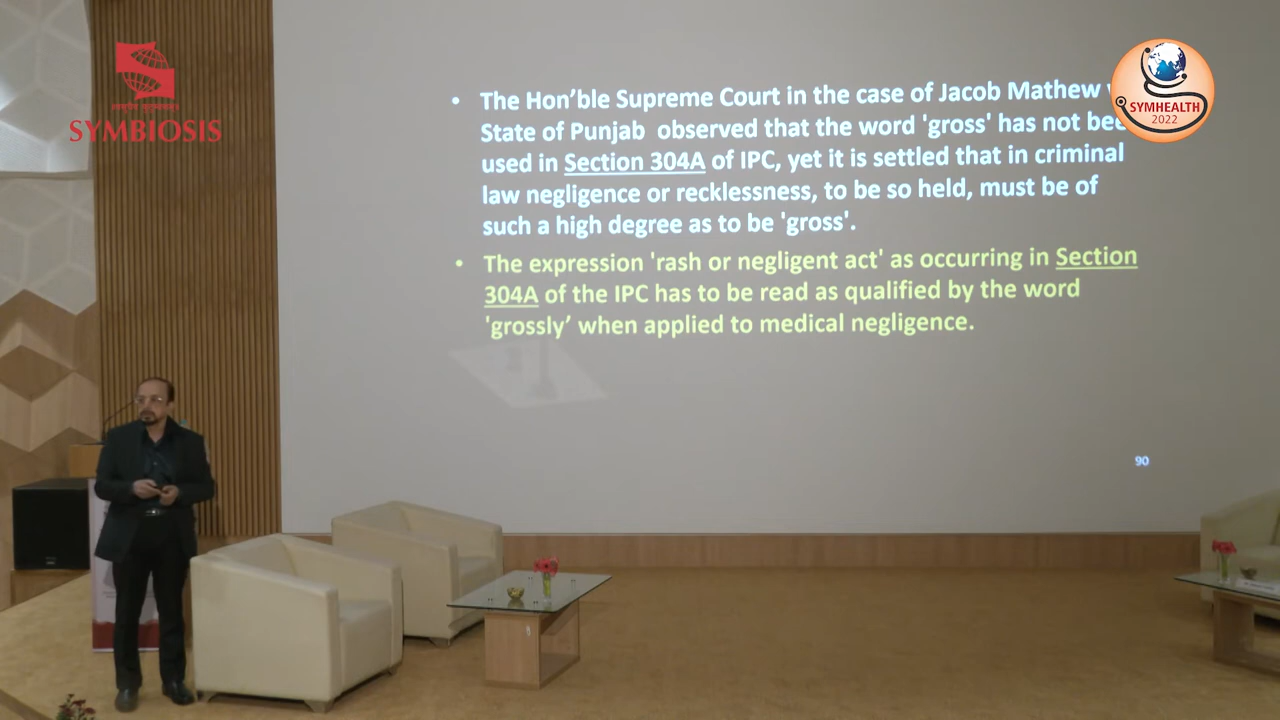 SYMBIOSIS
SYMHEALTH
2022
• The Hon'ble Supreme Court in the case of Jacob Mathew
State of Punjab observed that the word 'gross' has not
used in Section 304A of IPC, yet it is settled that in criminal
law negligence or recklessness, to be so held, must be of
such a high degree as to be 'gross'.
• The expression 'rash or negligent act' as occurring in Section
304A of the IPC has to be read as qualified by the word
'grossly’ when applied to medical negligence.
90